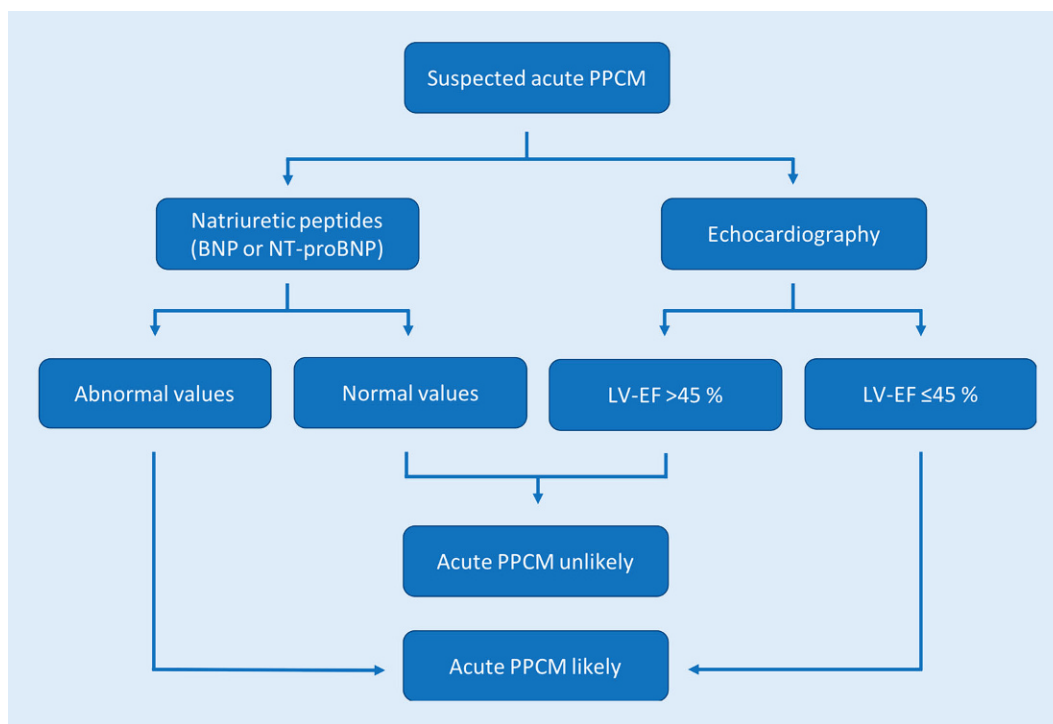 Suspected acute PPCM
Natriuretic peptides
(BNP or NT-proBNP)
Echocardiography
Abnormal values
Normal values
LV-EF >45 %
LV-EF ≤45 %
Acute PPCM unlikely
Acute PPCM likely